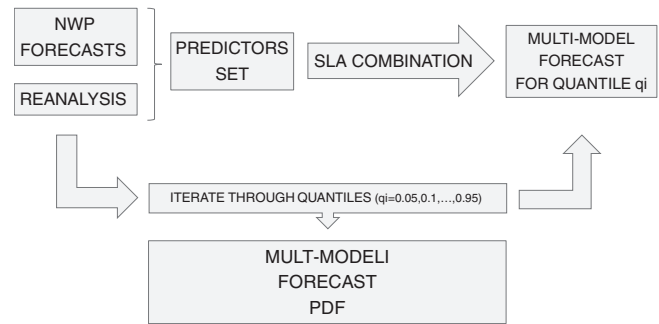 NWP
FORECASTS
REANALYSIS
PREDICTORS
SET
SLA COMBINATION
MULTI-MODEL
FORECAST
FOR QUANTILE qi
ITERATE THROUGH QUANTILES (qi=0.05,0.1,...,0.95)
MULT-MODELI
FORECAST
PDF